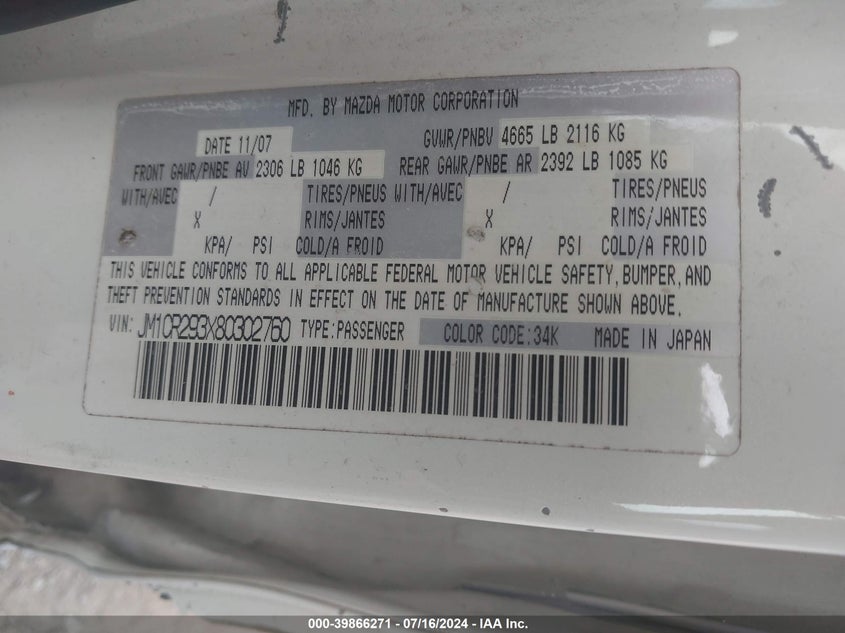 MFD. BY MAZDA MOTOR CORPORATION
DATE 11/07 GVWR/PNBV 4665 LB 2116 KG
FRONT GAWR/PNBE AV 2306 LB 1046 KG REAR GAWR/PNBE AR 2392 LB 1085 KG
WITH/AVEC / TIRES/PNEUS WITH/AVEC / TIRES/PNEUS
X RIMS/JANTES X RIMS/JANTES
KPA/ PSI COLD/A FROID KPA/ PSI COLD/A FROID
THIS VEHICLE CONFORMS TO ALL APPLICABLE FEDERAL MOTOR VEHICLE SAFETY, BUMPER, AND
THEFT PREVENTION STANDARDS IN EFFECT ON THE DATE OF MANUFACTURE SHOWN ABOVE.
VIN: JM1CR293X80302760 TYPE:PASSENGER COLOR CODE:34K MADE IN JAPAN
000-39866271 - 07/16/2024 - IAA Inc.